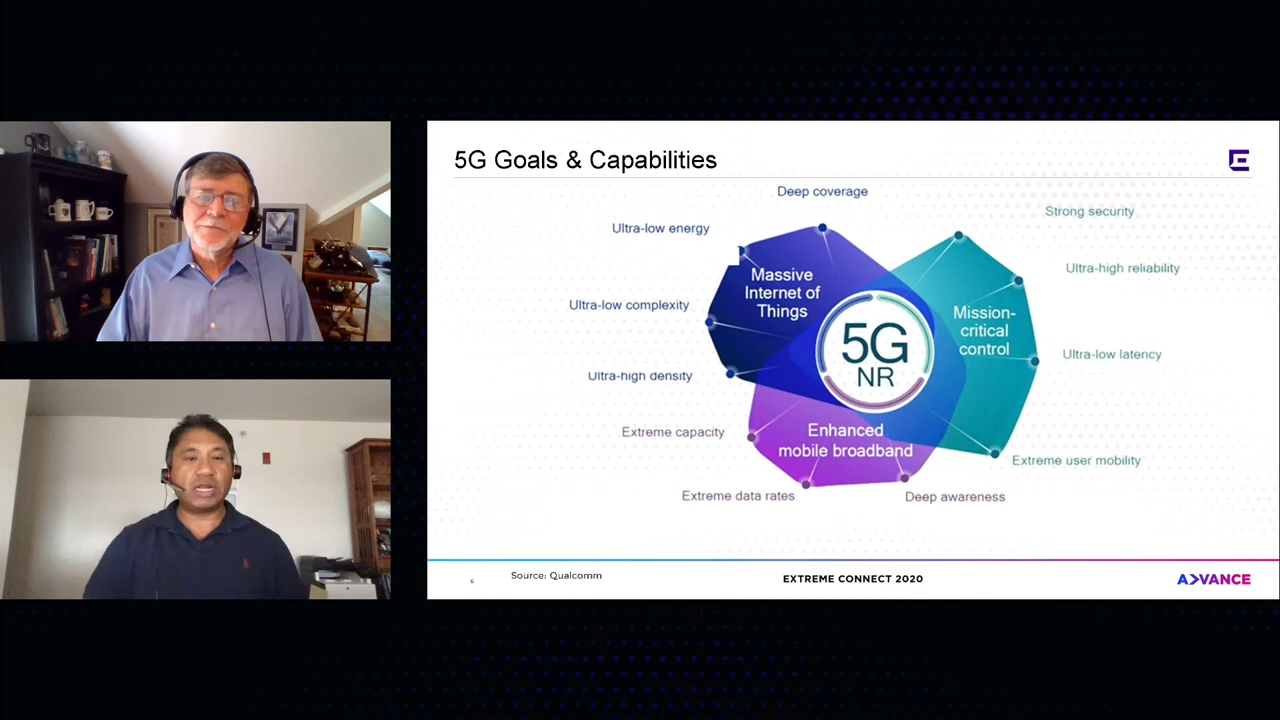 5G Goals & Capabilities
Deep coverage
Strong security
Ultra-low energy
Ultra-high reliability
Massive
Internet of
Things
Ultra-low complexity
Mission-
critical
control
5G
NR
Ultra-low latency
Ultra-high density
Extreme capacity
Enhanced
mobile broadband
Extreme user mobility
Extreme data rates
Deep awareness
6
Source: Qualcomm
EXTREME CONNECT 2020
ADVANCE